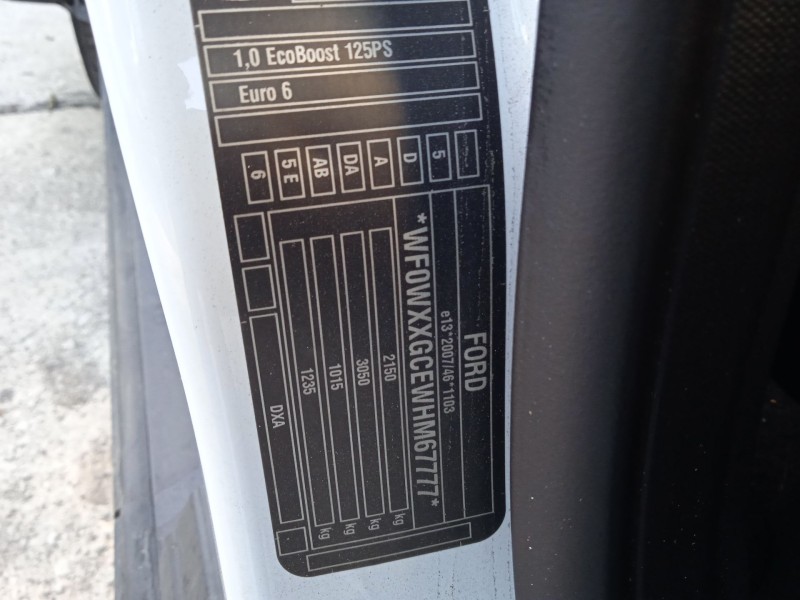 1,0 EcoBoost 125PS
Euro 6
6 5 E AB DA A D 5
FORD
e13*2007/46*1103
*WF0WXXGCEWHM67777*
2150 kg
3050 kg
1015 kg
1235 kg
DXA